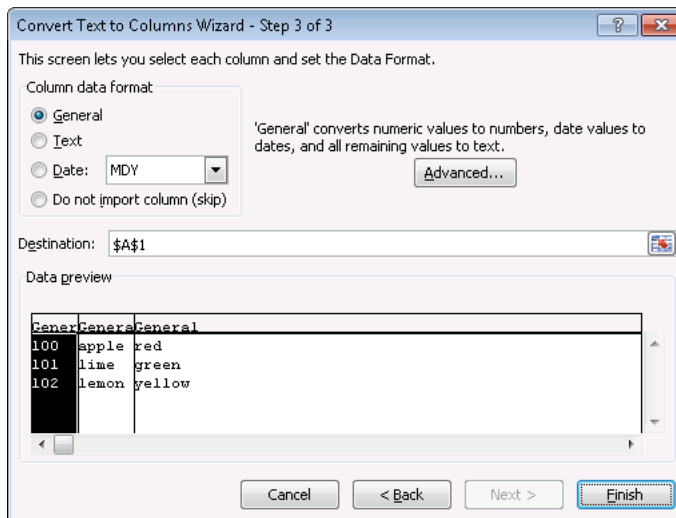 Convert Text to Columns Wizard - Step 3 of 3
This screen lets you select each column and set the Data Format.
Column data format
General
Text
Date: MDY
Do not import column (skip)
'General' converts numeric values to numbers, date values to
dates, and all remaining values to text.
Advanced...
Destination: $A$1
Data preview
GenerGeneraGeneral
100 apple red
101 lime green
102 lemon yellow
Cancel < Back Next > Finish